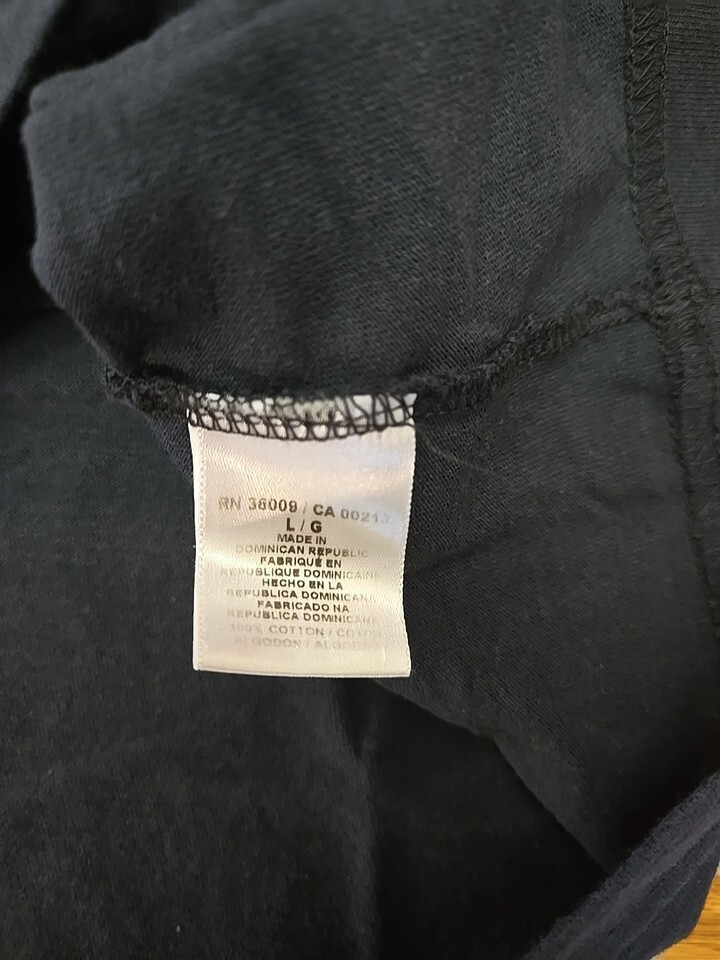 RN 36009 / CA 00213
L / G
MADE IN
DOMINICAN REPUBLIC
FABRIQUÉ EN
RÉPUBLIQUE DOMINICAINE
HECHO EN LA
REPUBLICA DOMINICANA
FABRICADO NA
REPUBLICA DOMINICANA
100% COTTON / COTON
ALGODON / ALGODÃO